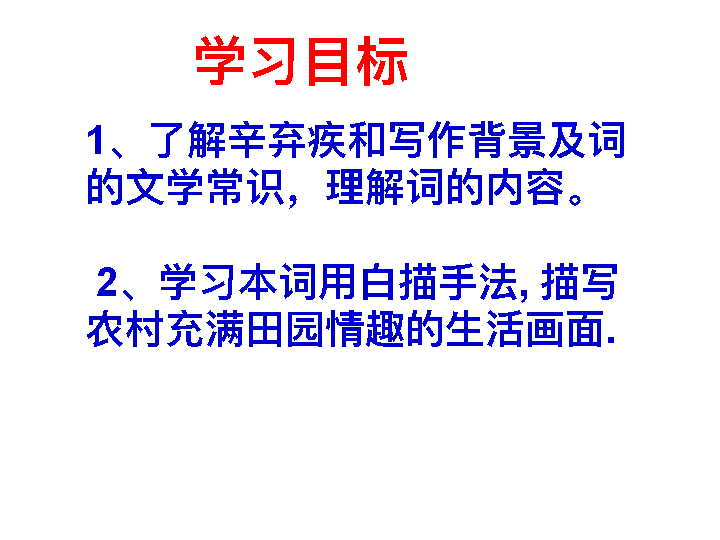 学习目标
1、了解辛弃疾和写作背景及词
的文学常识，理解词的内容。
2、学习本词用白描手法, 描写
农村充满田园情趣的生活画面.